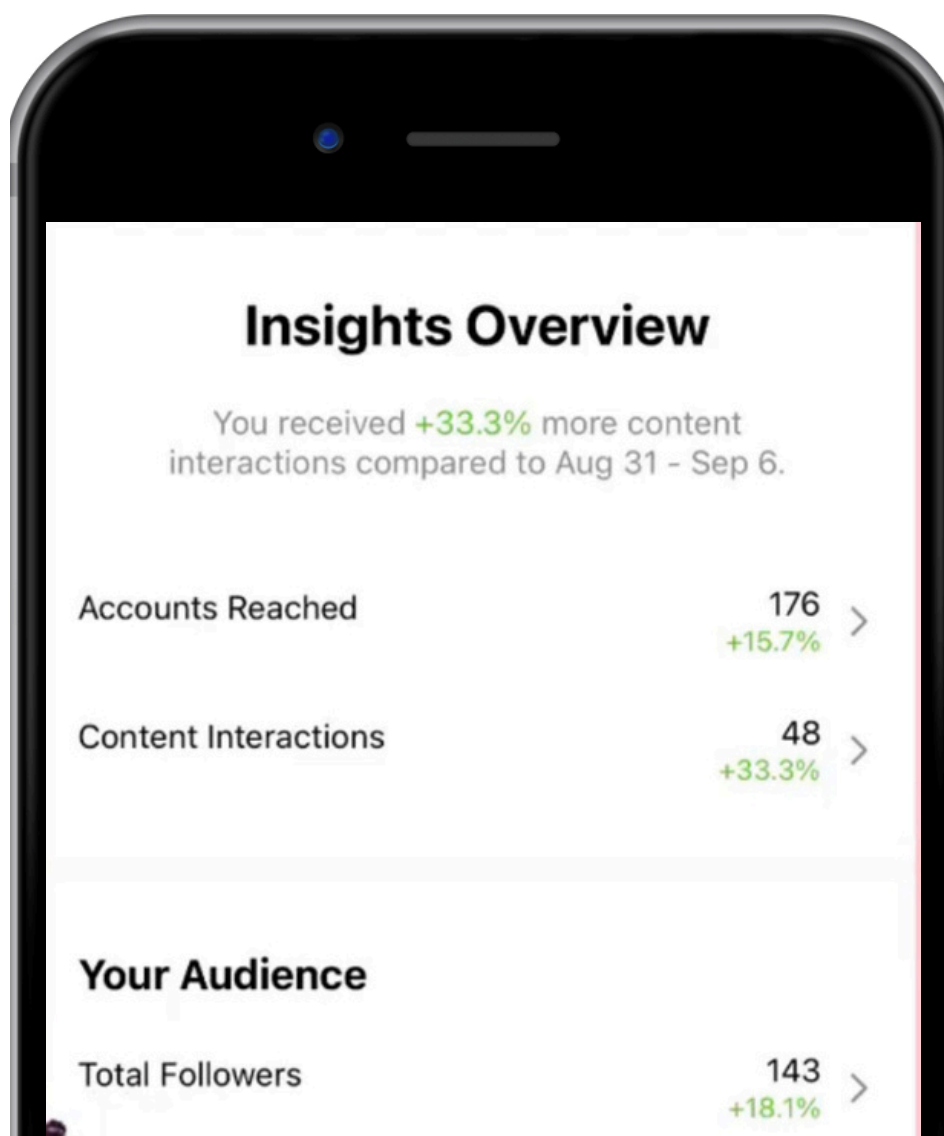 Insights Overview
You received +33.3% more content
interactions compared to Aug 31 - Sep 6.
Accounts Reached
176
+15.7%
Content Interactions
48
+33.3%
Your Audience
Total Followers
143
+18.1%